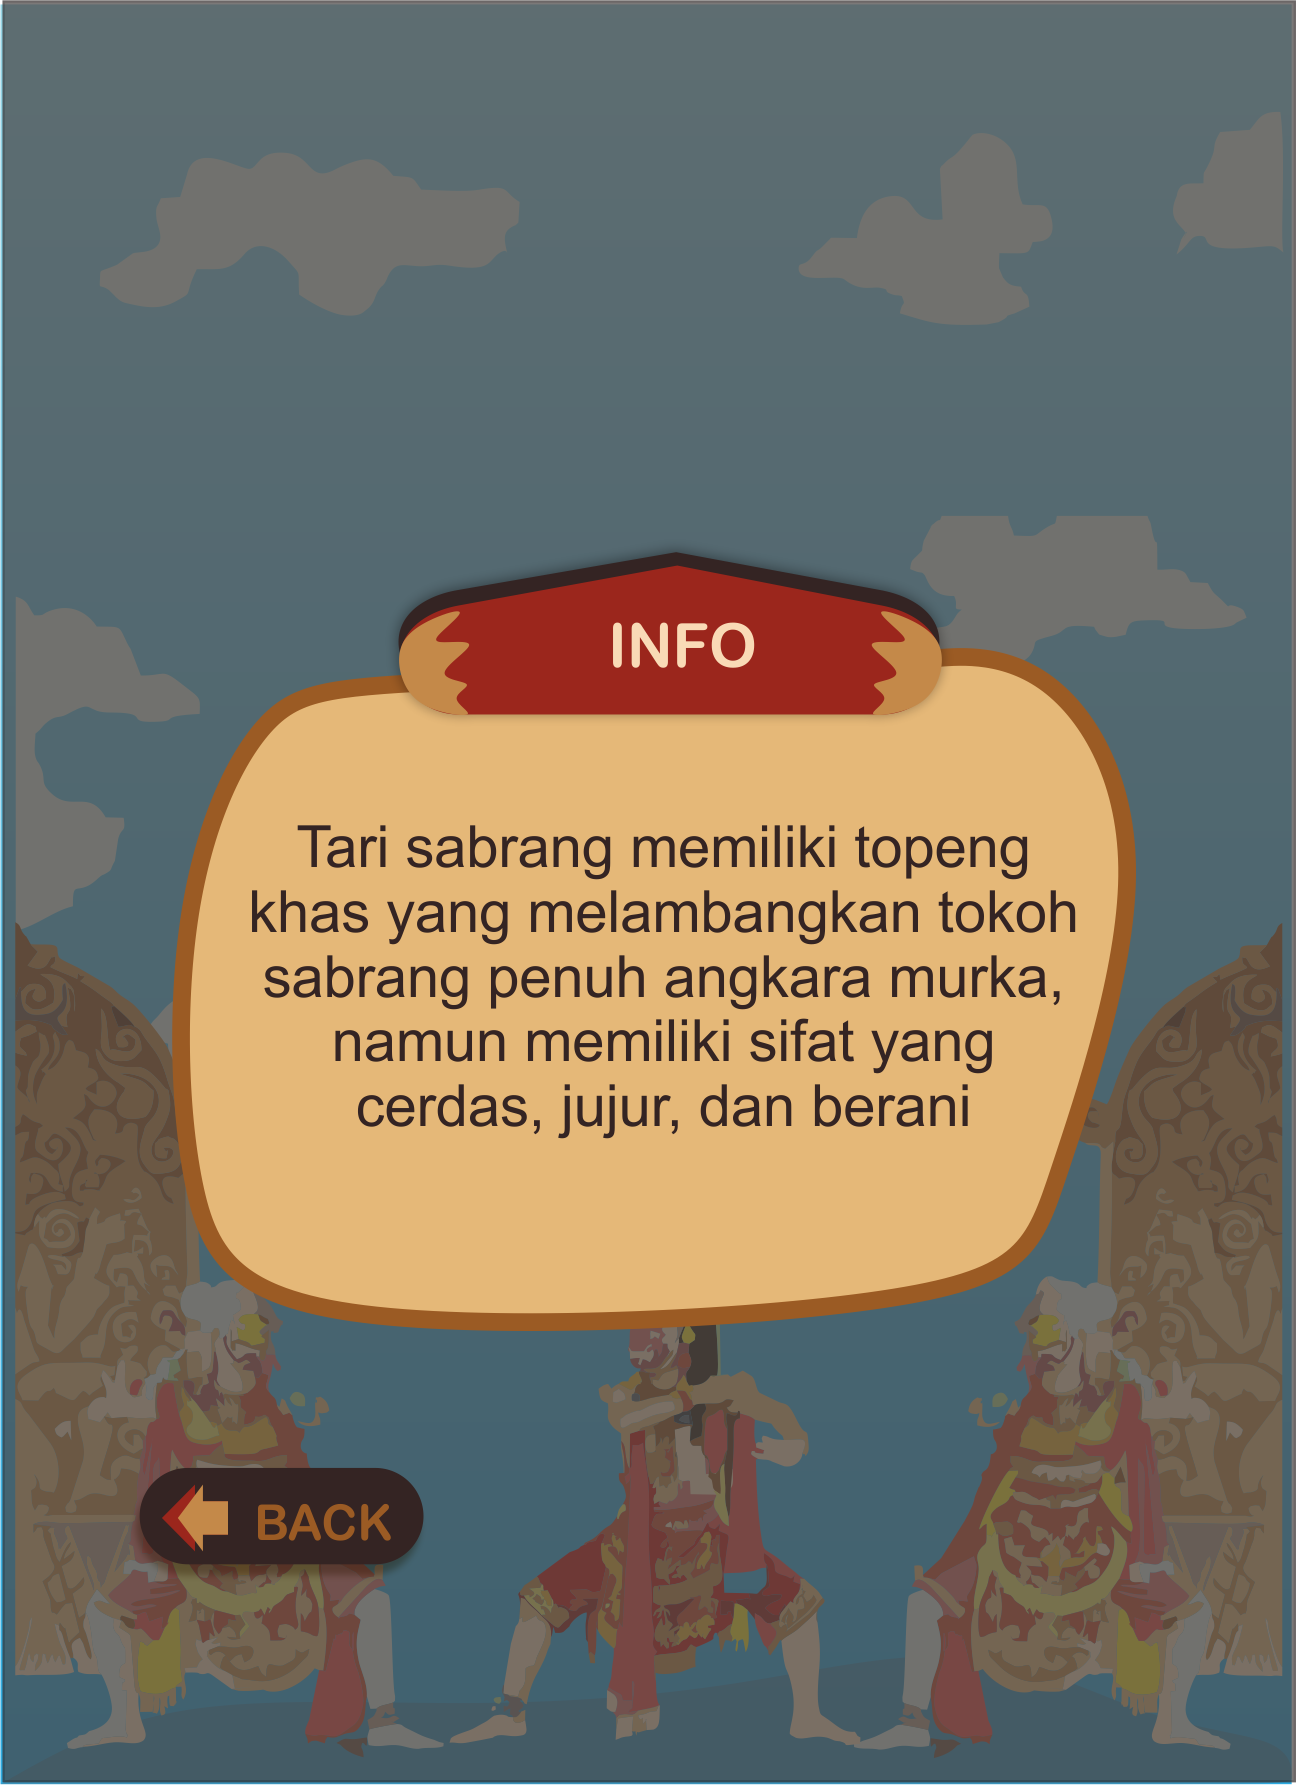 INFO
Tari sabrang memiliki topeng
khas yang melambangkan tokoh
sabrang penuh angkara murka,
namun memiliki sifat yang
cerdas, jujur, dan berani
BACK